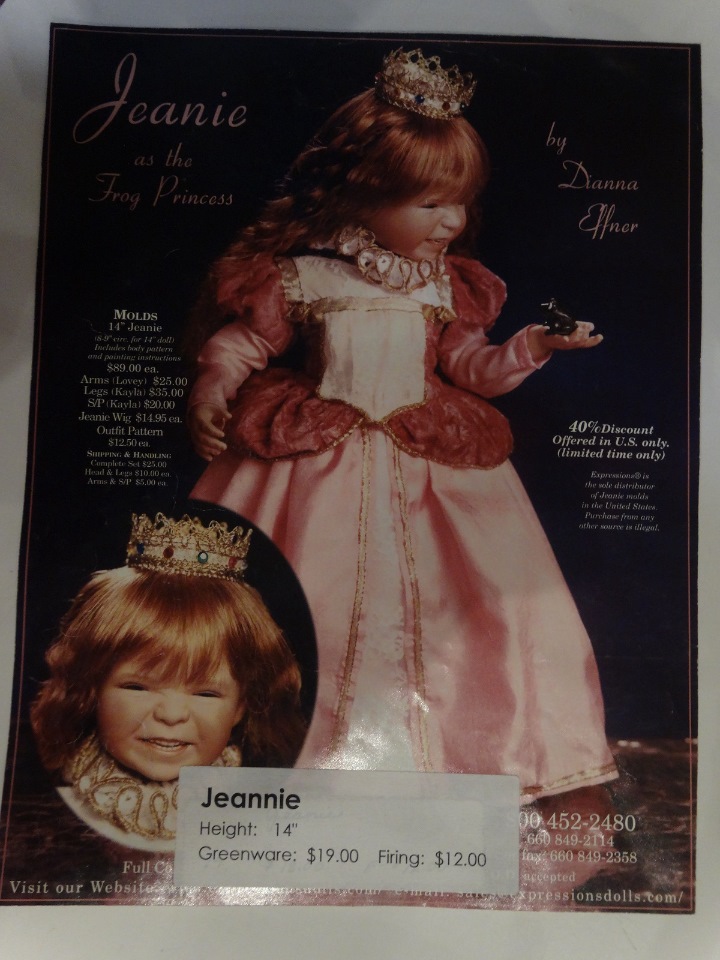 Jeanie
as the
Frog Princess
by
Dianna
Effner
MOLDS
14" Jeanie
(8-9" circ. for 14" doll)
Includes body pattern
and painting instructions
$89.00 ea.
Arms (Lovey) $25.00
Legs (Kayla) $35.00
S/P (Kayla) $20.00
Jeanie Wig $14.95 ea.
Outfit Pattern
$12.50 ea.
SHIPPING & HANDLING
Complete Set $25.00
Head & Legs $10.00 ea.
Arms & S/P $5.00 ea.
40% Discount
Offered in U.S. only.
(limited time only)
Expressions® is
the sole distributor
of Jeanie molds
in the United States.
Purchase from any
other source is illegal.
Jeannie
Height: 14"
Greenware: $19.00 Firing: $12.00
00 452-2480
660 849-2114
fax: 660 849-2358
Full Co
accepted
Visit our Website
xpressionsdolls.com/